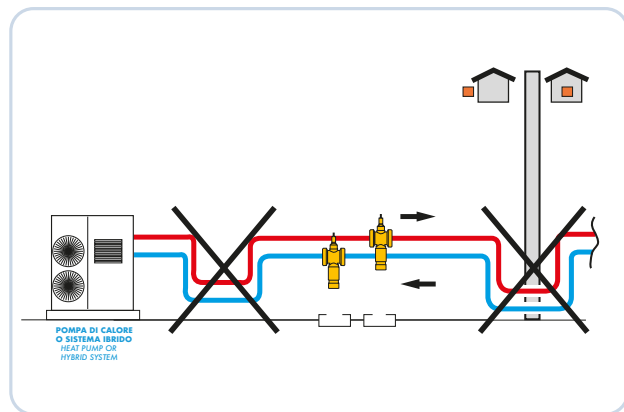 POMPA DI CALORE
O SISTEMA IBRIDO
HEAT PUMP OR
HYBRID SYSTEM